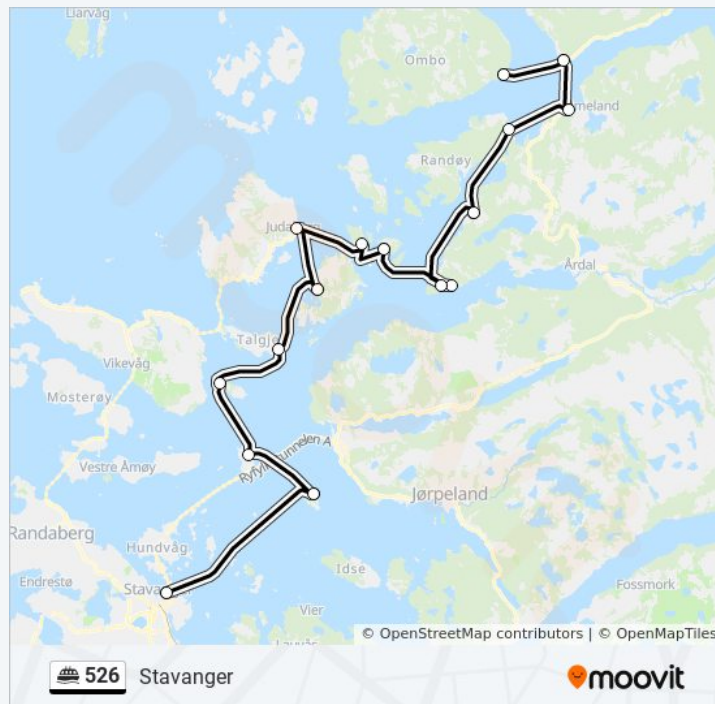 Liarvåg
Ombo
Randøy
Judaberg
Årdal
Talgje
Vikevåg
Mosterøy
Vestre Åmøy
Ryfylketunnelen A
Jørpeland
Randaberg
Hundvåg
Endrestø
Idse
Stavanger
Fossmork
Vier
© OpenStreetMap contributors | © OpenMapTiles
526 Stavanger
moovit